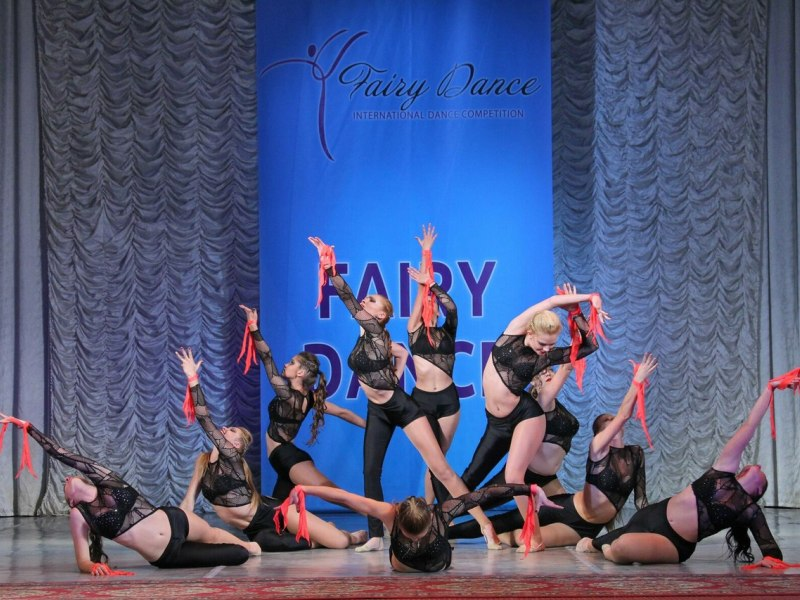 Fairy Dance
INTERNATIONAL DANCE COMPETITION
FAIRY
DANCE